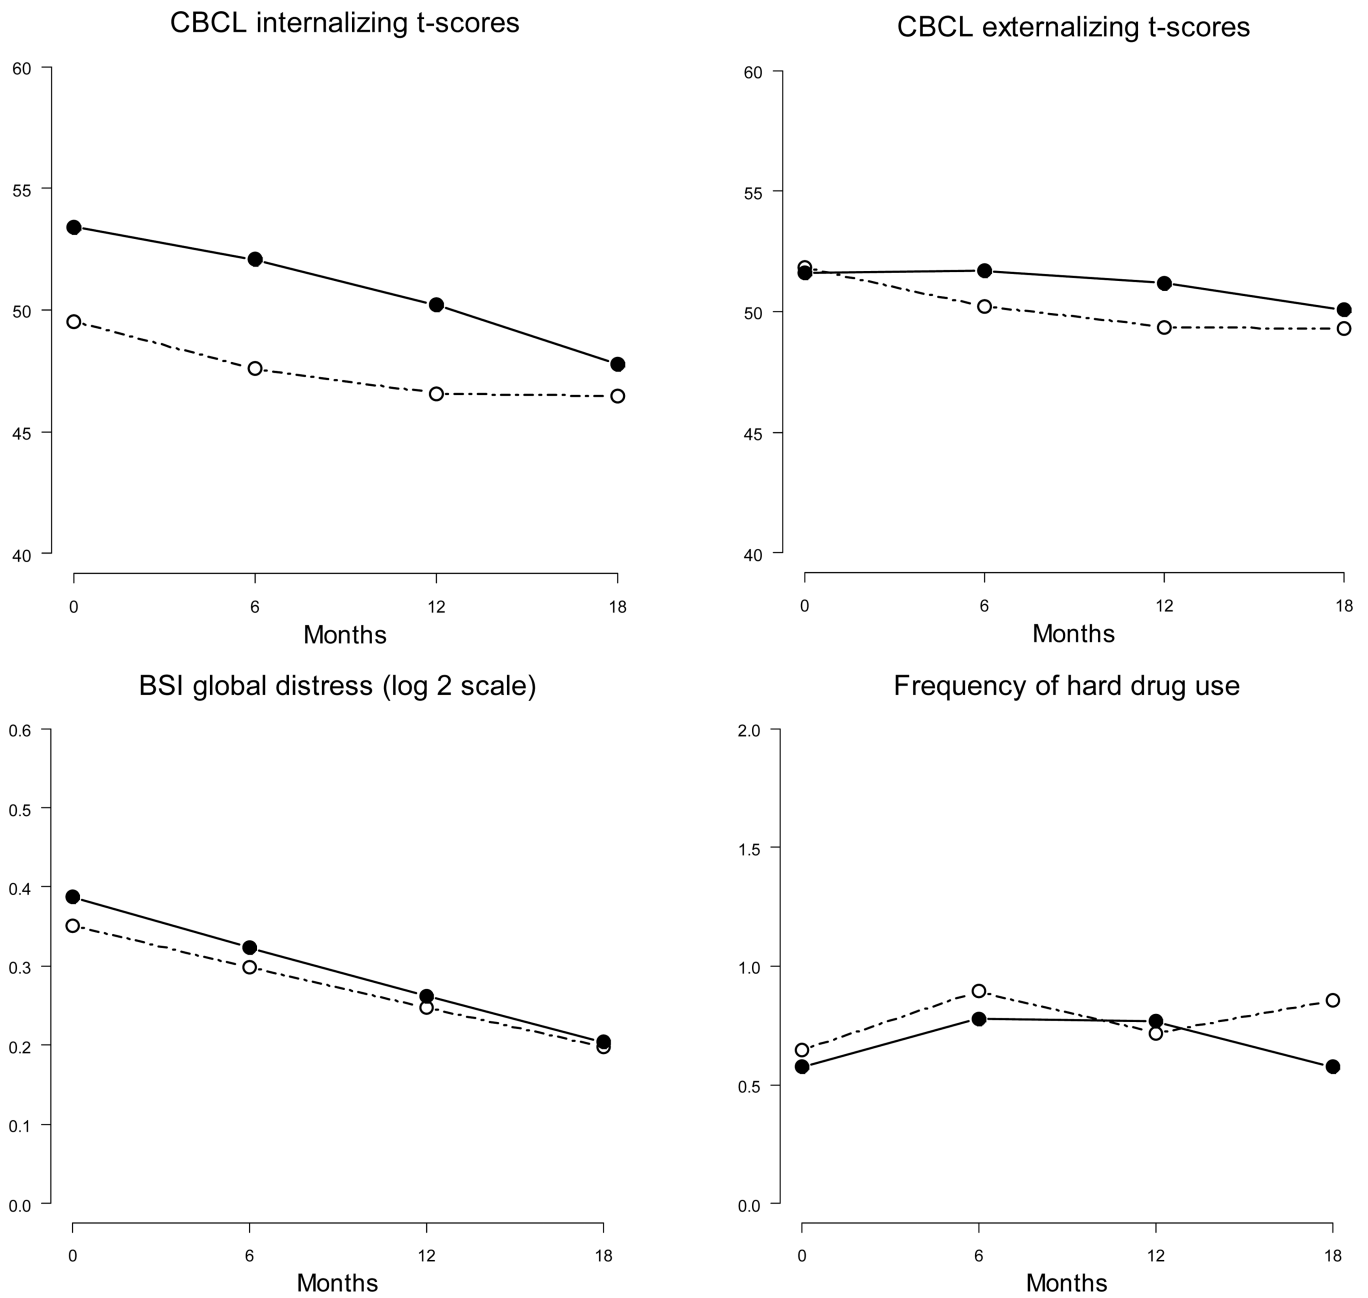 CBCL internalizing t-scores
60
55
50
45
40
0 6 12 18
Months
CBCL externalizing t-scores
60
55
50
45
40
0 6 12 18
Months
BSI global distress (log 2 scale)
0.6
0.5
0.4
0.3
0.2
0.1
0.0
0 6 12 18
Months
Frequency of hard drug use
2.0
1.5
1.0
0.5
0.0
0 6 12 18
Months